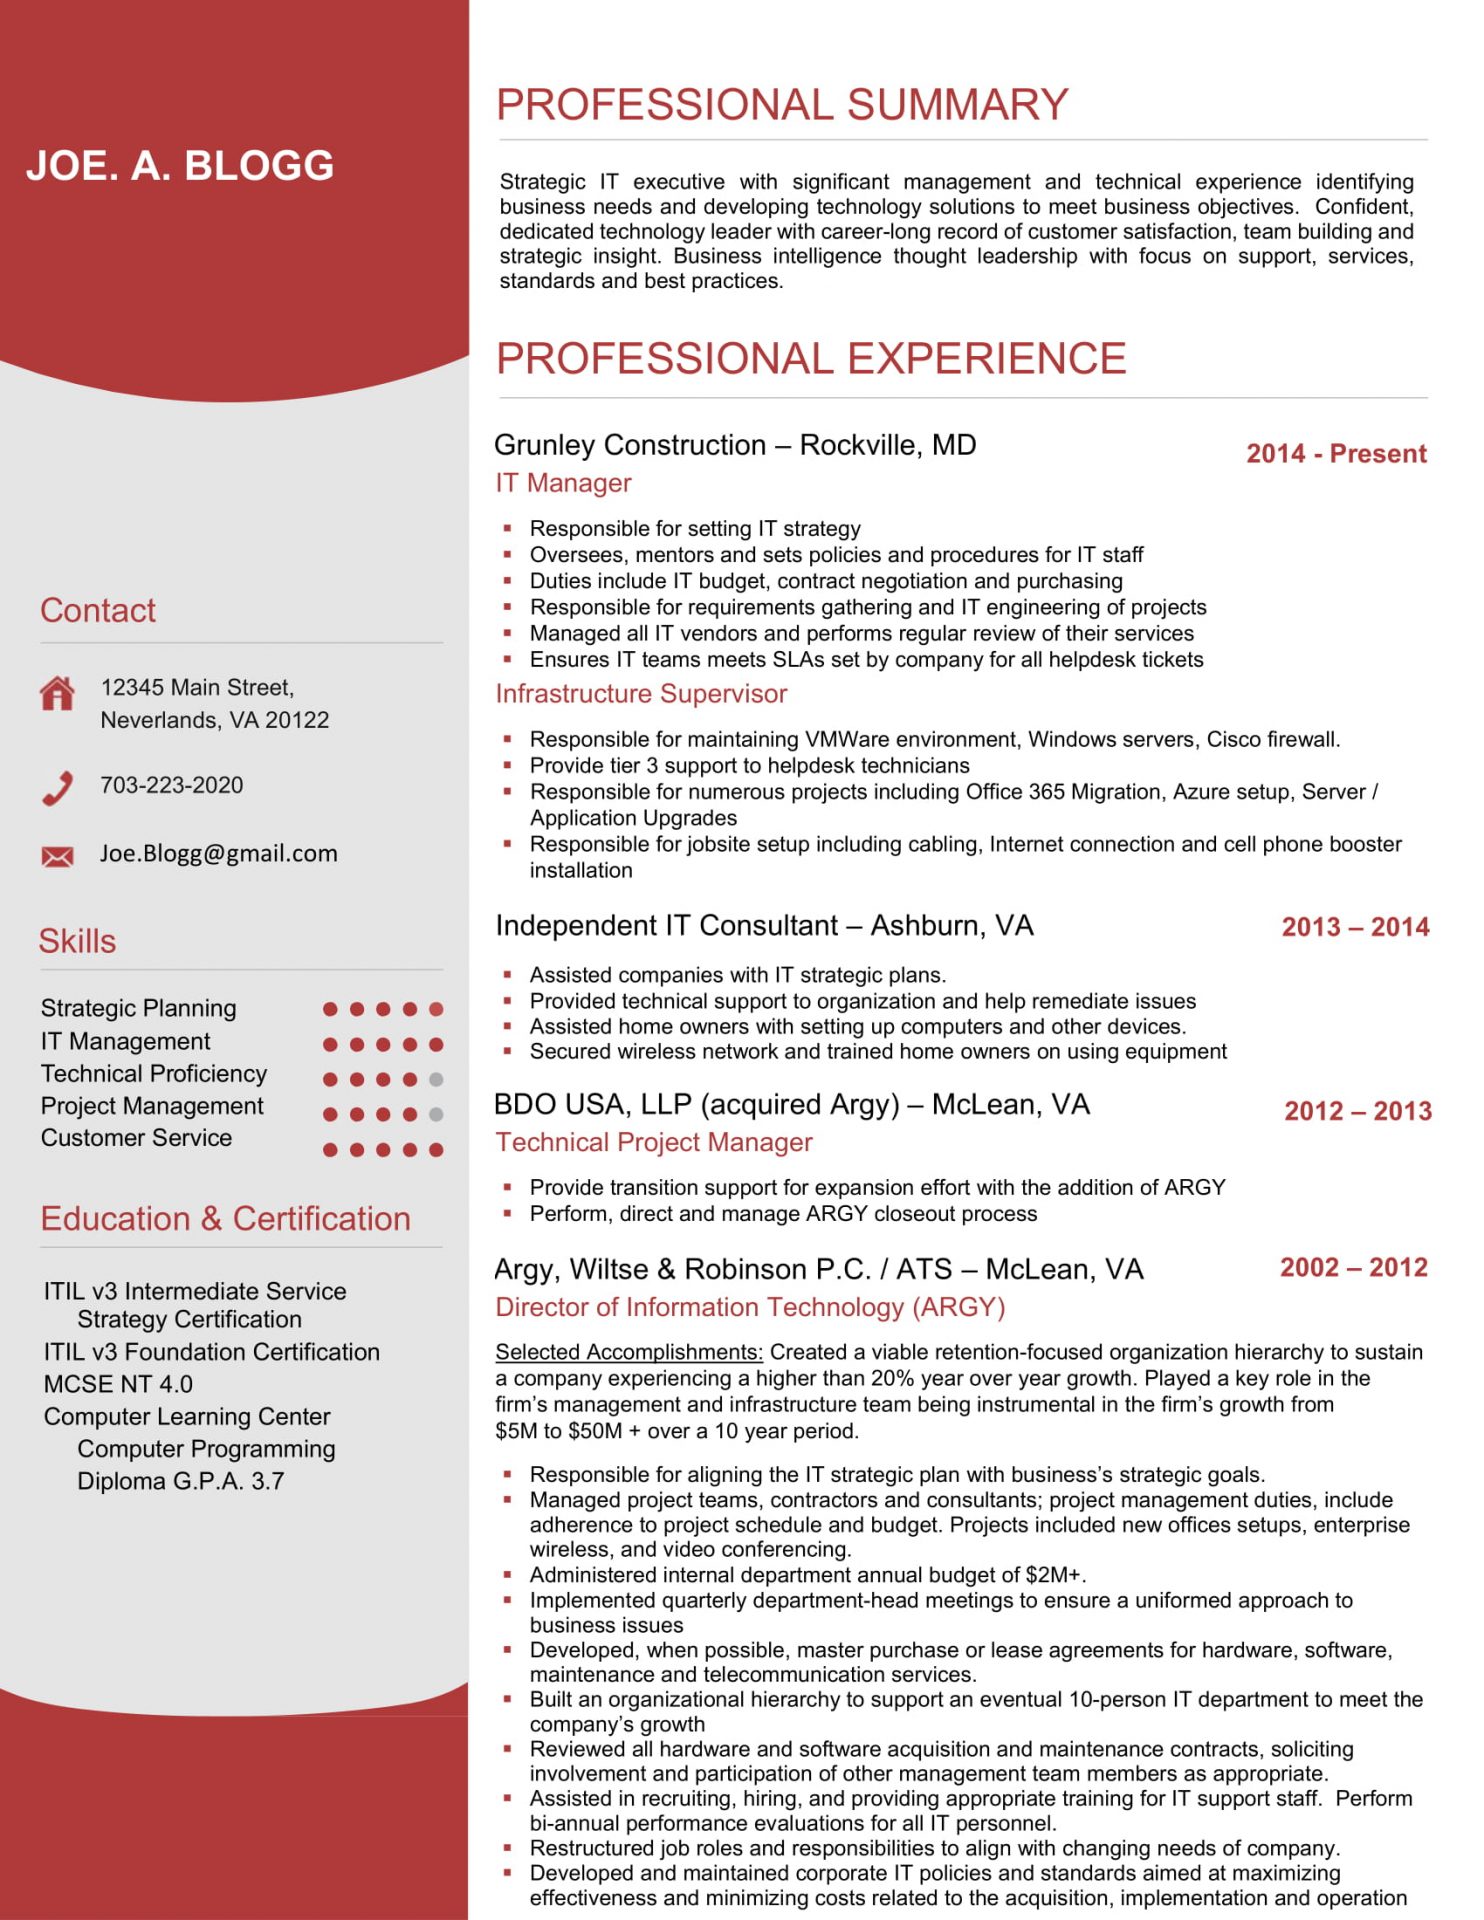 JOE. A. BLOGG
Contact
12345 Main Street,
Neverlands, VA 20122
703-223-2020
Joe.Blogg@gmail.com
Skills
Strategic Planning
IT Management
Technical Proficiency
Project Management
Customer Service
Education & Certification
ITIL v3 Intermediate Service
Strategy Certification
ITIL v3 Foundation Certification
MCSE NT 4.0
Computer Learning Center
Computer Programming
Diploma G.P.A. 3.7
PROFESSIONAL SUMMARY
Strategic IT executive with significant management and technical experience identifying
business needs and developing technology solutions to meet business objectives. Confident,
dedicated technology leader with career-long record of customer satisfaction, team building and
strategic insight. Business intelligence thought leadership with focus on support, services,
standards and best practices.
PROFESSIONAL EXPERIENCE
Grunley Construction – Rockville, MD 2014 - Present
IT Manager
▪ Responsible for setting IT strategy
▪ Oversees, mentors and sets policies and procedures for IT staff
▪ Duties include IT budget, contract negotiation and purchasing
▪ Responsible for requirements gathering and IT engineering of projects
▪ Managed all IT vendors and performs regular review of their services
▪ Ensures IT teams meets SLAs set by company for all helpdesk tickets
Infrastructure Supervisor
▪ Responsible for maintaining VMWare environment, Windows servers, Cisco firewall.
▪ Provide tier 3 support to helpdesk technicians
▪ Responsible for numerous projects including Office 365 Migration, Azure setup, Server /
Application Upgrades
▪ Responsible for jobsite setup including cabling, Internet connection and cell phone booster
installation
Independent IT Consultant – Ashburn, VA 2013 – 2014
▪ Assisted companies with IT strategic plans.
▪ Provided technical support to organization and help remediate issues
▪ Assisted home owners with setting up computers and other devices.
▪ Secured wireless network and trained home owners on using equipment
BDO USA, LLP (acquired Argy) – McLean, VA 2012 – 2013
Technical Project Manager
▪ Provide transition support for expansion effort with the addition of ARGY
▪ Perform, direct and manage ARGY closeout process
Argy, Wiltse & Robinson P.C. / ATS – McLean, VA 2002 – 2012
Director of Information Technology (ARGY)
Selected Accomplishments: Created a viable retention-focused organization hierarchy to sustain
a company experiencing a higher than 20% year over year growth. Played a key role in the
firm's management and infrastructure team being instrumental in the firm's growth from
$5M to $50M + over a 10 year period.
▪ Responsible for aligning the IT strategic plan with business's strategic goals.
▪ Managed project teams, contractors and consultants; project management duties, include
adherence to project schedule and budget. Projects included new offices setups, enterprise
wireless, and video conferencing.
▪ Administered internal department annual budget of $2M+.
▪ Implemented quarterly department-head meetings to ensure a uniformed approach to
business issues
▪ Developed, when possible, master purchase or lease agreements for hardware, software,
maintenance and telecommunication services.
▪ Built an organizational hierarchy to support an eventual 10-person IT department to meet the
company's growth
▪ Reviewed all hardware and software acquisition and maintenance contracts, soliciting
involvement and participation of other management team members as appropriate.
▪ Assisted in recruiting, hiring, and providing appropriate training for IT support staff. Perform
bi-annual performance evaluations for all IT personnel.
▪ Restructured job roles and responsibilities to align with changing needs of company.
▪ Developed and maintained corporate IT policies and standards aimed at maximizing
effectiveness and minimizing costs related to the acquisition, implementation and operation